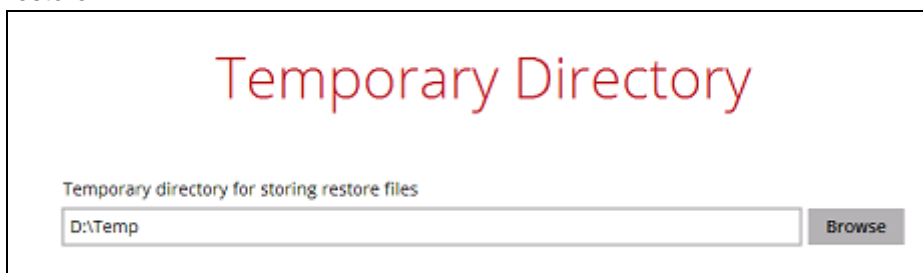 Temporary Directory
Temporary directory for storing restore files
D:\Temp
Browse